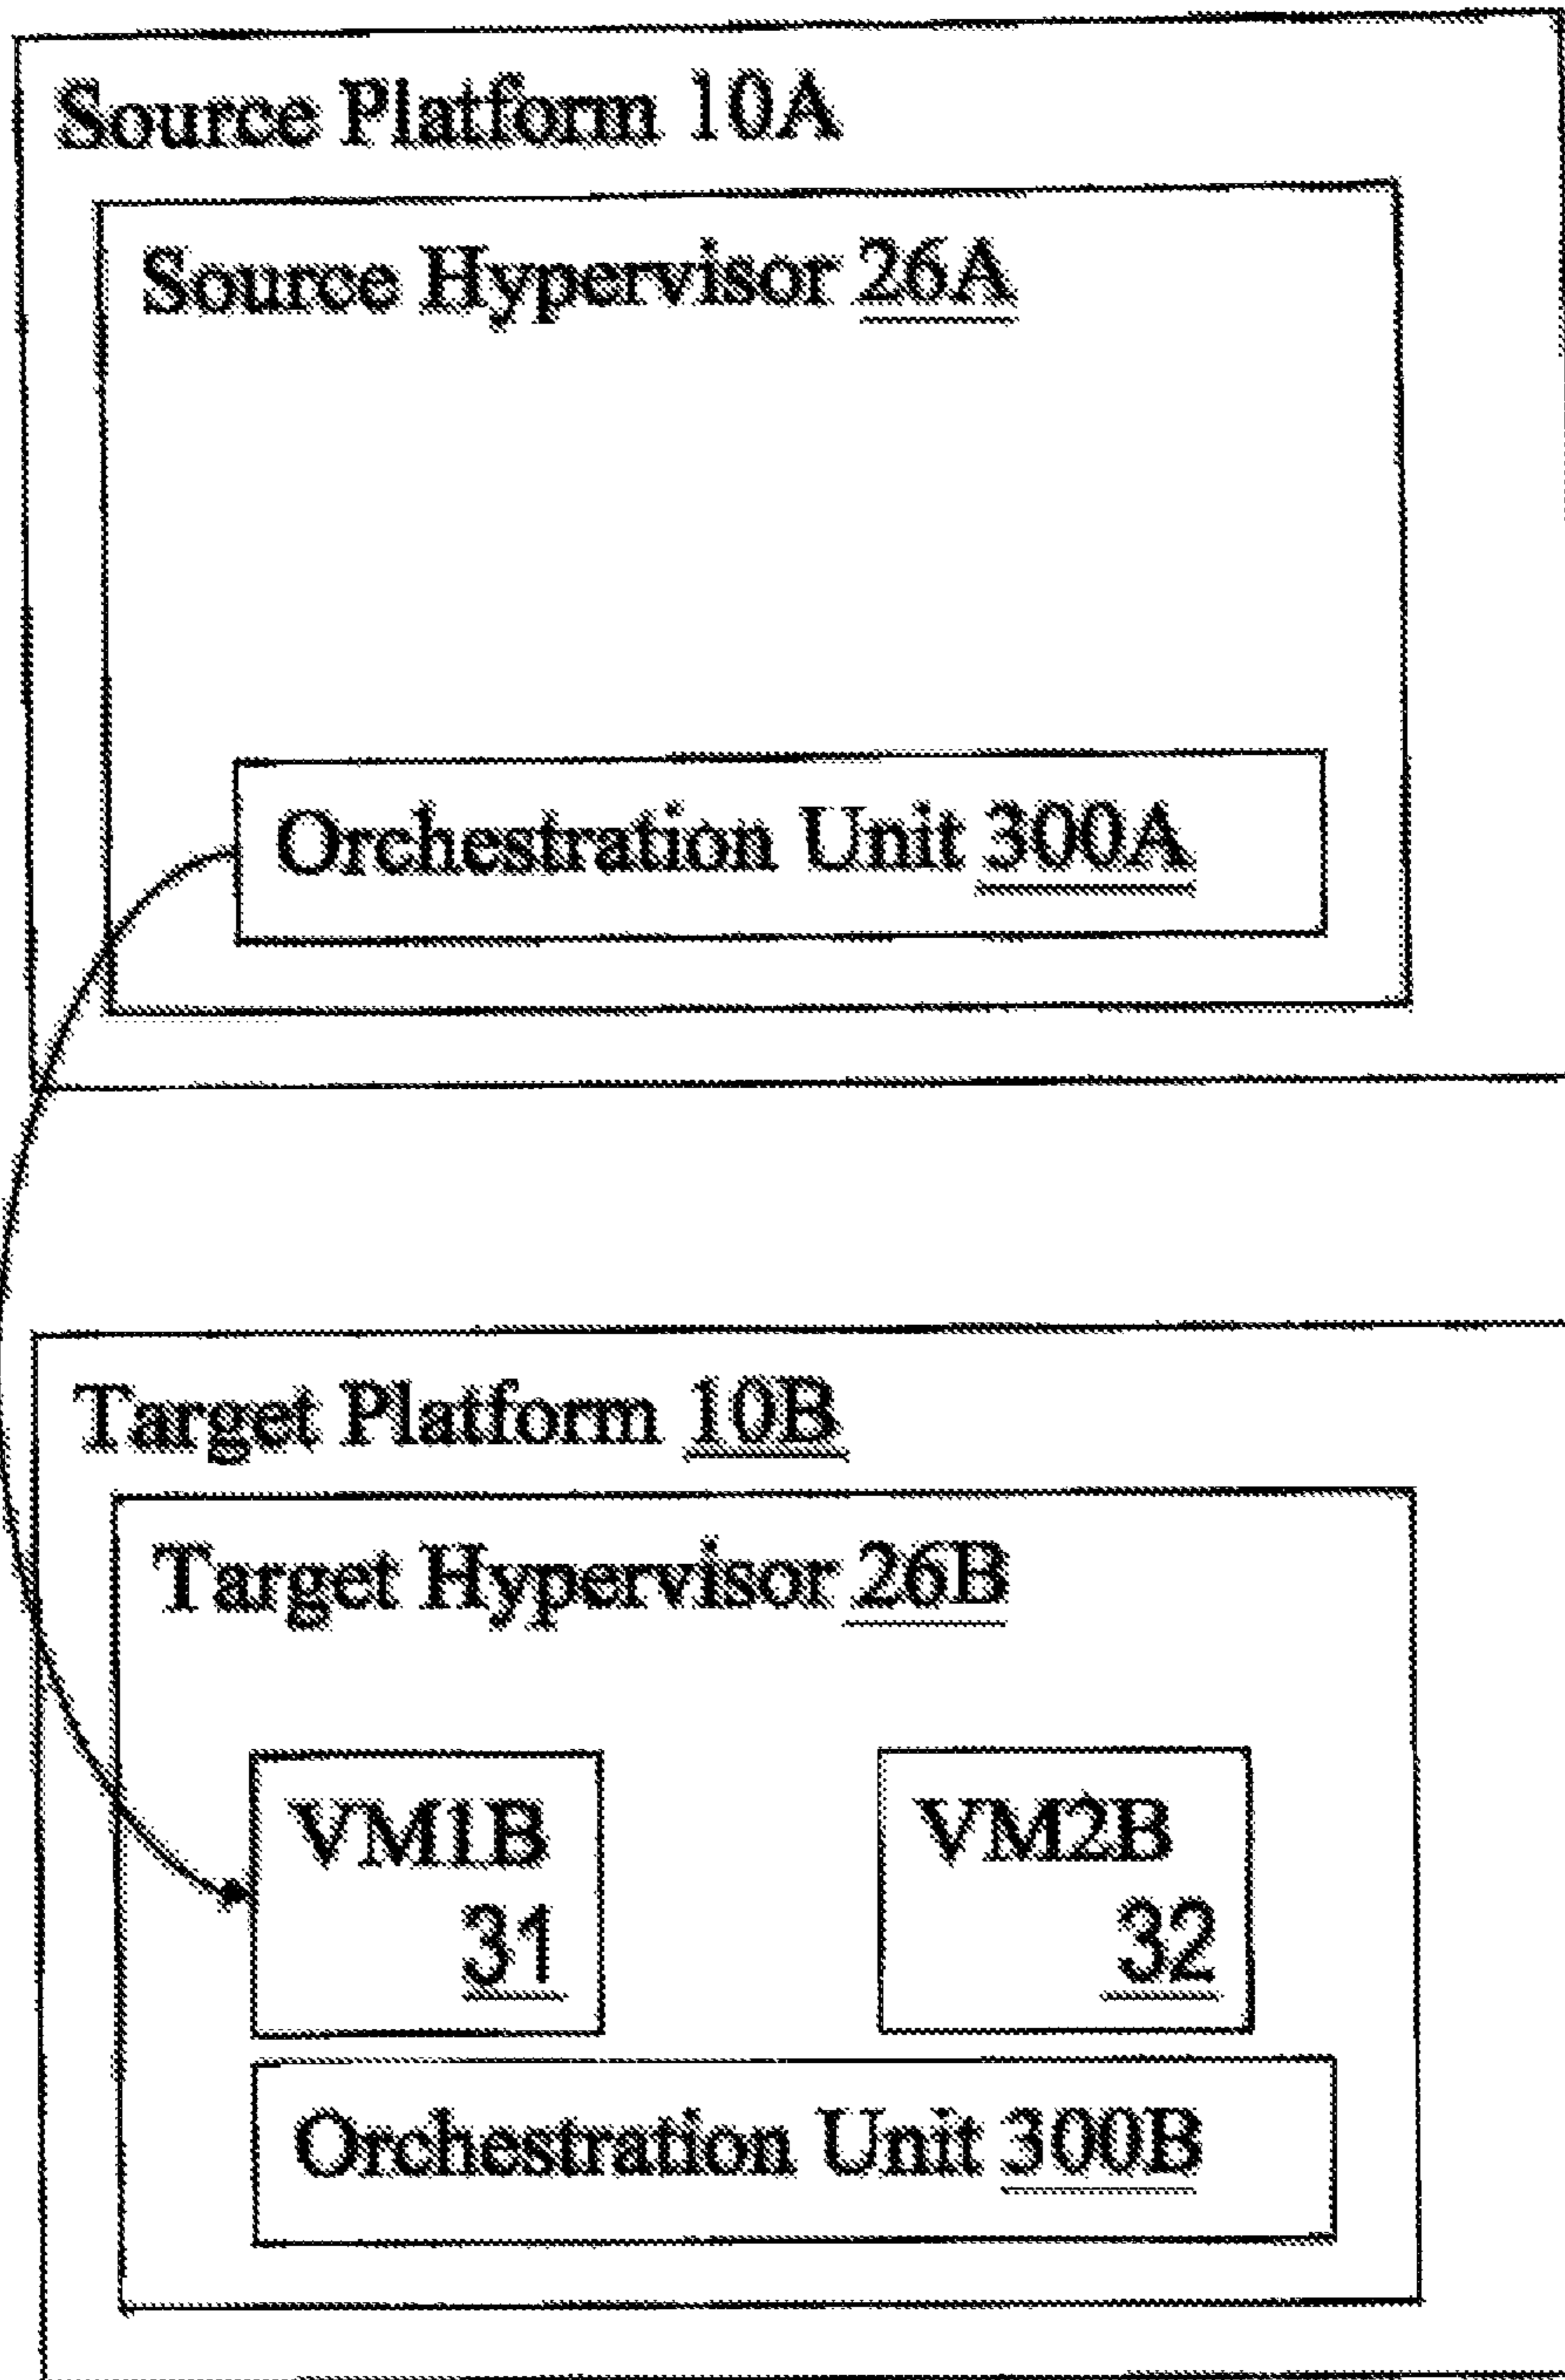 Source Platform 10A
Source Hypervisor 26A
Orchestration Unit 300A
Target Platform 10B
Target Hypervisor 26B
VM1B
31
VM2B
32
Orchestration Unit 300B